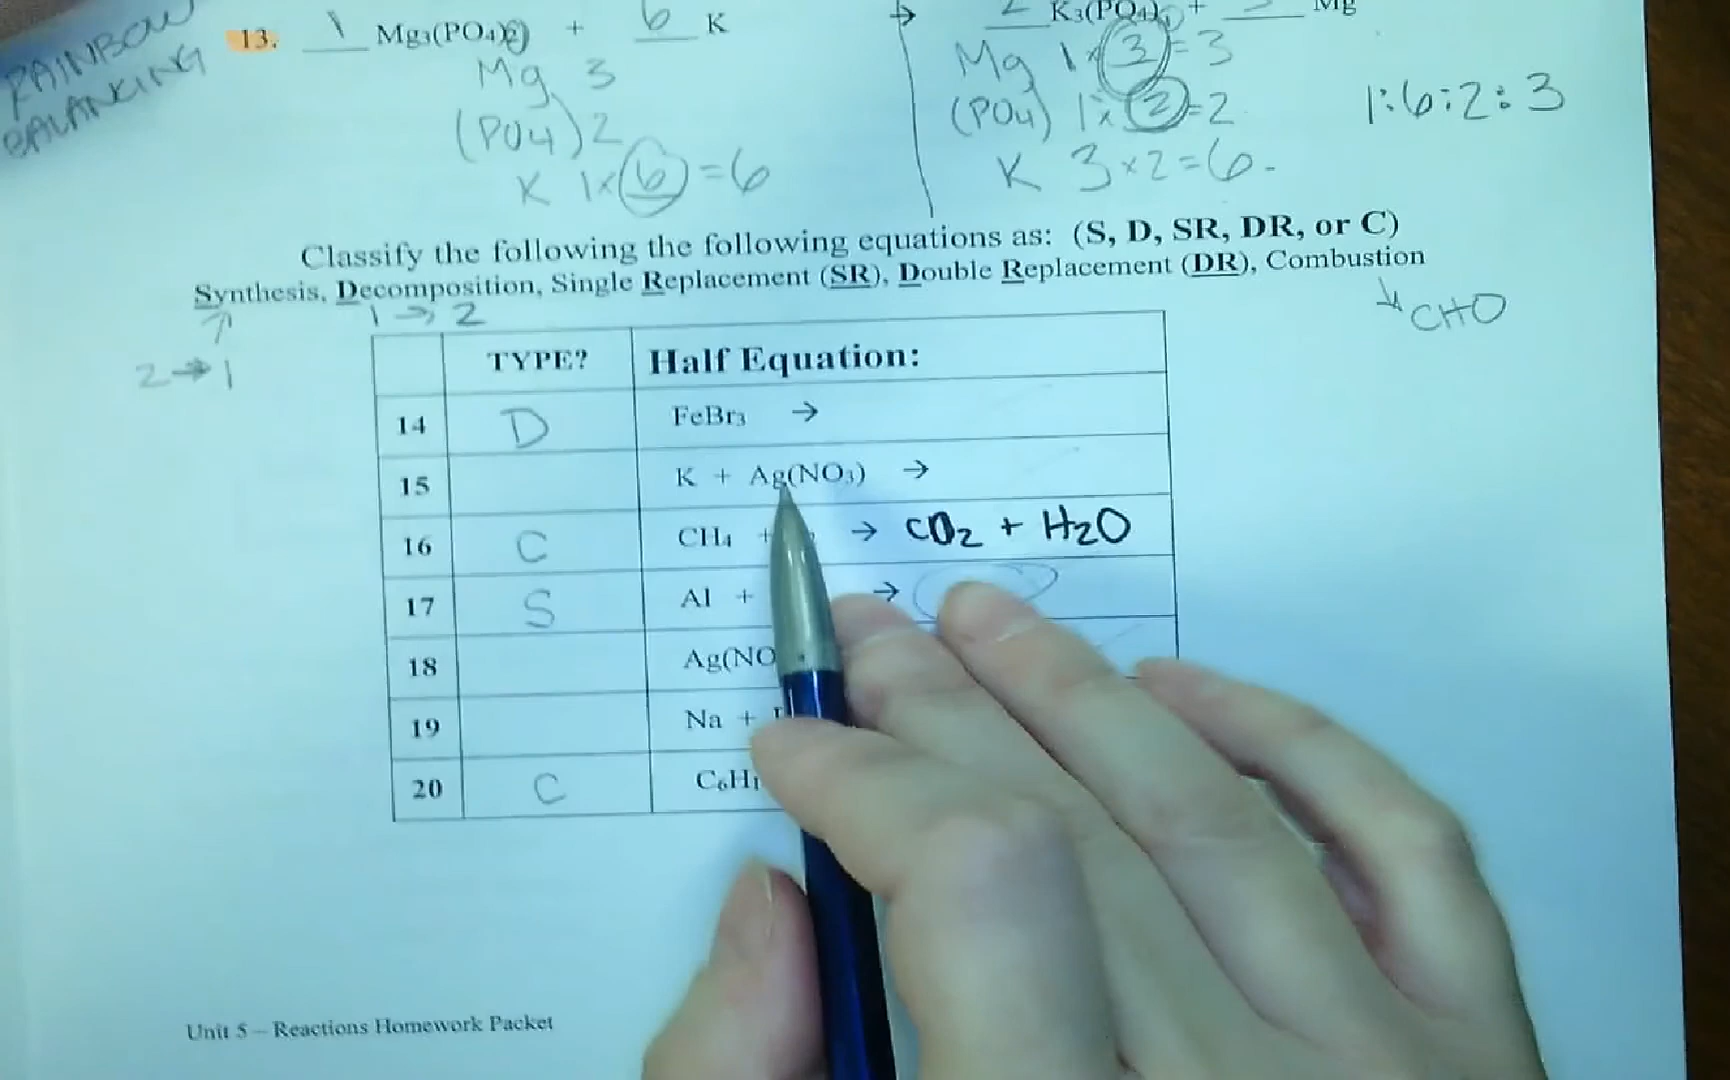 RAINBOW
BALANCING
13. 1 Mg₃(PO₄)₂ + 6 K → 2 K₃(PO₄) + 3 Mg
Mg 3
(PO4) 2
K 1×6=6
Mg 1×3=3
(PO4) 1×2=2
K 3×2=6
1:6:2:3
Classify the following the following equations as: (S, D, SR, DR, or C)
Synthesis, Decomposition, Single Replacement (SR), Double Replacement (DR), Combustion
2→1
1→2
CHO
TYPE? Half Equation:
14 D FeBr₃ →
15 K + Ag(NO₃) →
16 C CH₄ + → CO₂ + H₂O
17 S Al + →
18 Ag(NO
19 Na +
20 C C₆H₁
Unit 5 – Reactions Homework Packet